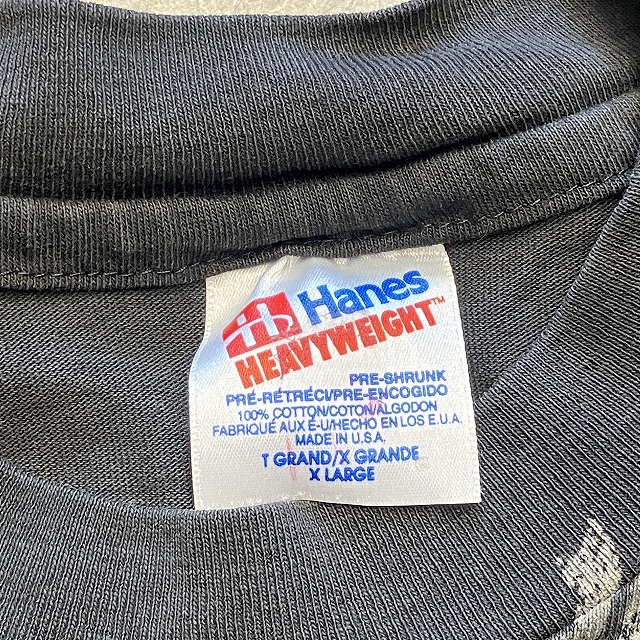 Hanes
HEAVYWEIGHT™
PRE-SHRUNK
PRÉ-RÉTRÉCI/PRE-ENCOGIDO
100% COTTON/COTON/ALGODON
FABRIQUÉ AUX É-U/HECHO EN LOS E.U.A.
MADE IN U.S.A.
T GRAND/X GRANDE
X LARGE